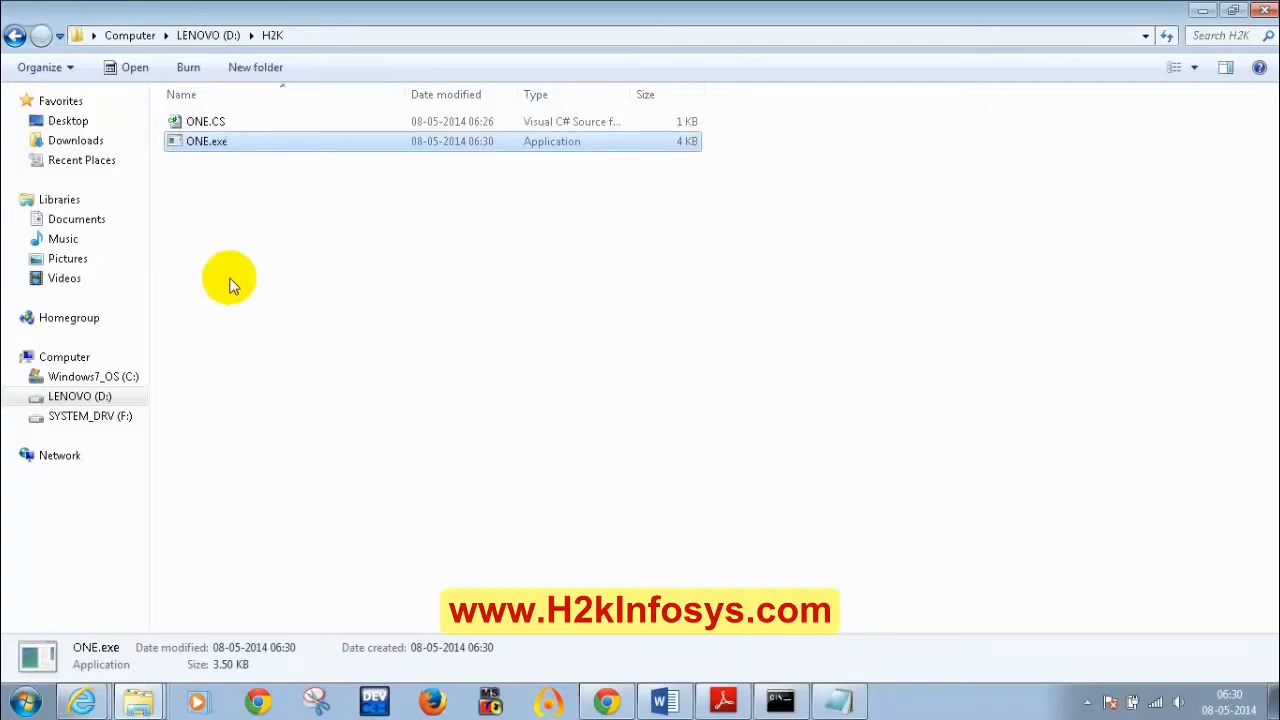 Computer LENOVO (D:) H2K Search H2K
Organize Open Burn New folder
Name Date modified Type Size
ONE.CS 08-05-2014 06:26 Visual C# Source f... 1 KB
ONE.exe 08-05-2014 06:30 Application 4 KB
Favorites
Desktop
Downloads
Recent Places
Libraries
Documents
Music
Pictures
Videos
Homegroup
Computer
Windows7_OS (C:)
LENOVO (D:)
SYSTEM_DRV (F:)
Network
www.H2kInfosys.com
ONE.exe Date modified: 08-05-2014 06:30 Date created: 08-05-2014 06:30
Application Size: 3.50 KB
DEV
MS
C:\
W
06:30
08-05-2014